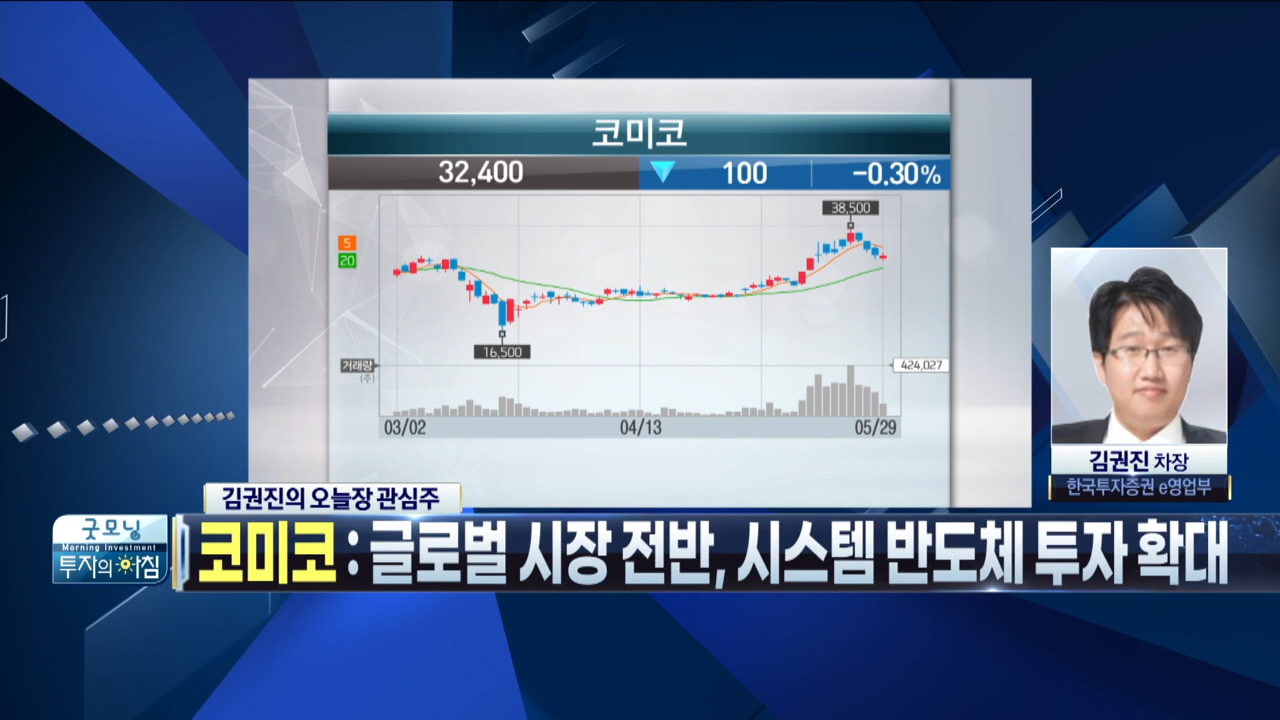 코미코
32,400 ▼ 100 -0.30%
38,500
5
20
16,500
거래량
(주)
424,027
03/02 04/13 05/29
김권진 차장
한국투자증권 e영업부
김권진의 오늘장 관심주
굿모닝
Morning Investment
투자의 아침
코미코 : 글로벌 시장 전반, 시스템 반도체 투자 확대